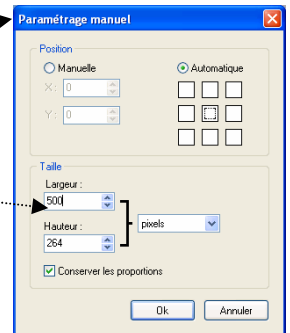 Paramétrage manuel
Position
Manuelle
Automatique
X : 0
Y : 0
Taille
Largeur :
500
pixels
Hauteur :
264
Conserver les proportions
Ok
Annuler